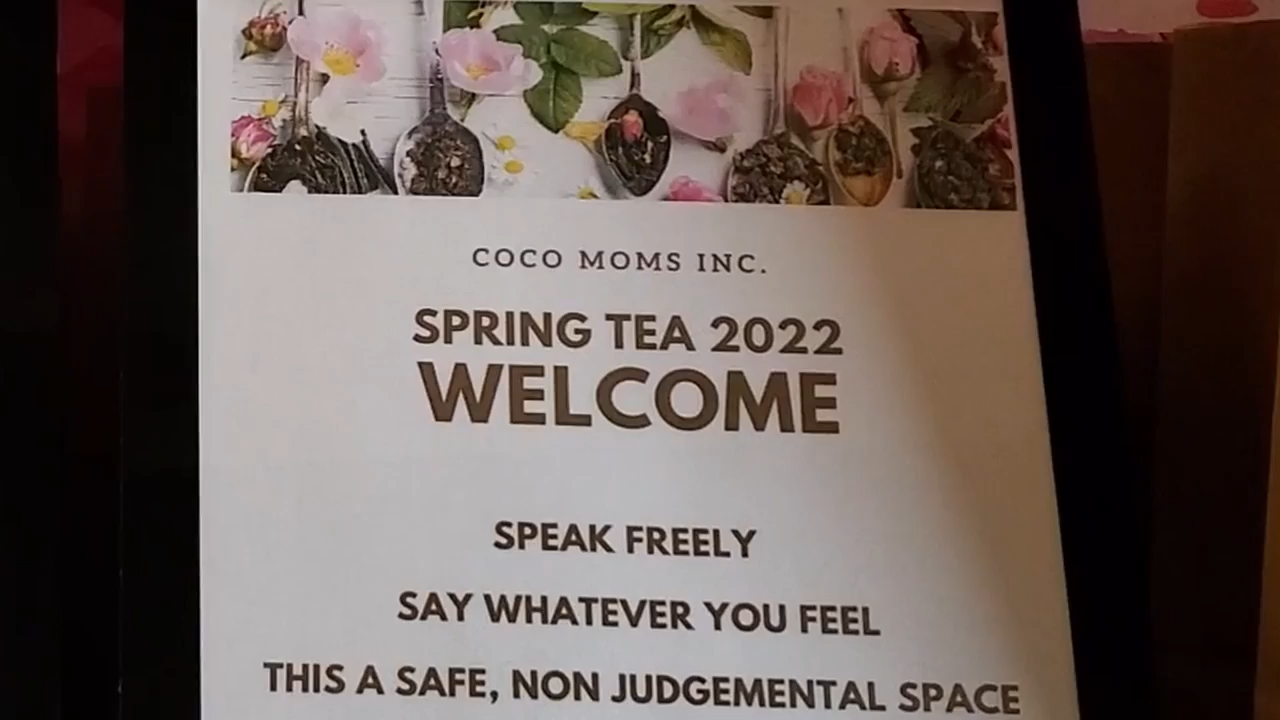 COCO MOMS INC.
SPRING TEA 2022
WELCOME
SPEAK FREELY
SAY WHATEVER YOU FEEL
THIS A SAFE, NON JUDGEMENTAL SPACE